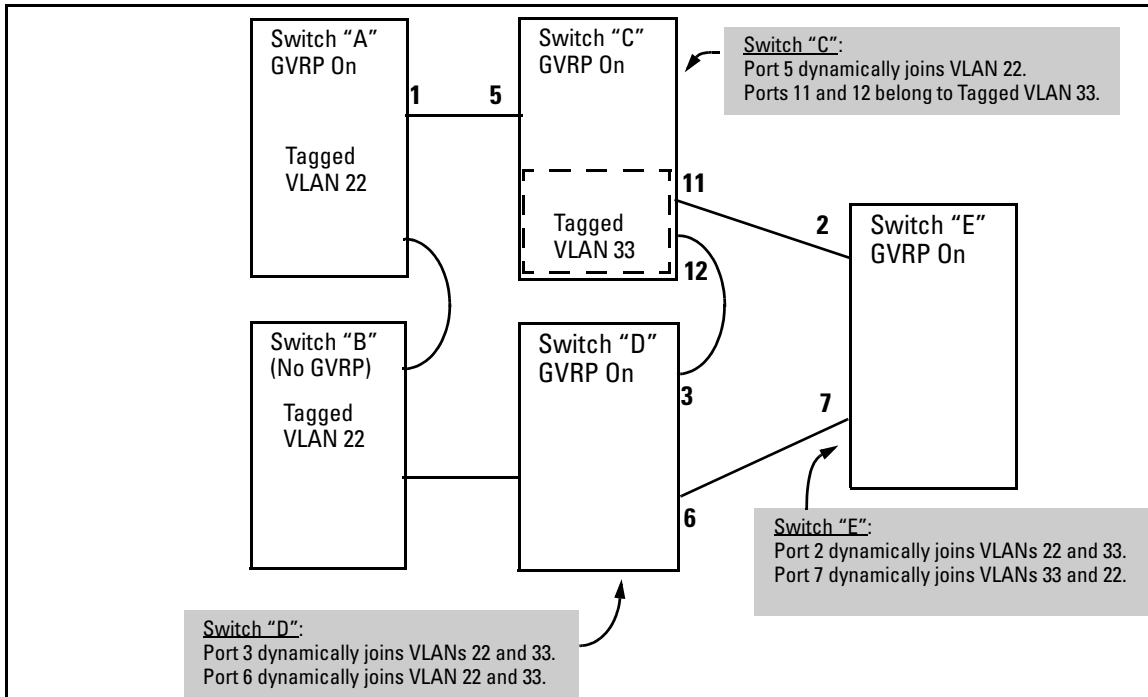 Switch “A”
GVRP On
1
Tagged
VLAN 22
5
Switch “C”
GVRP On
Tagged
VLAN 33
11
12
Switch “C”:
Port 5 dynamically joins VLAN 22.
Ports 11 and 12 belong to Tagged VLAN 33.
2
Switch “E”
GVRP On
7
Switch “B”
(No GVRP)
Tagged
VLAN 22
Switch “D”
GVRP On
3
6
Switch “E”:
Port 2 dynamically joins VLANs 22 and 33.
Port 7 dynamically joins VLANs 33 and 22.
Switch “D”:
Port 3 dynamically joins VLANs 22 and 33.
Port 6 dynamically joins VLAN 22 and 33.